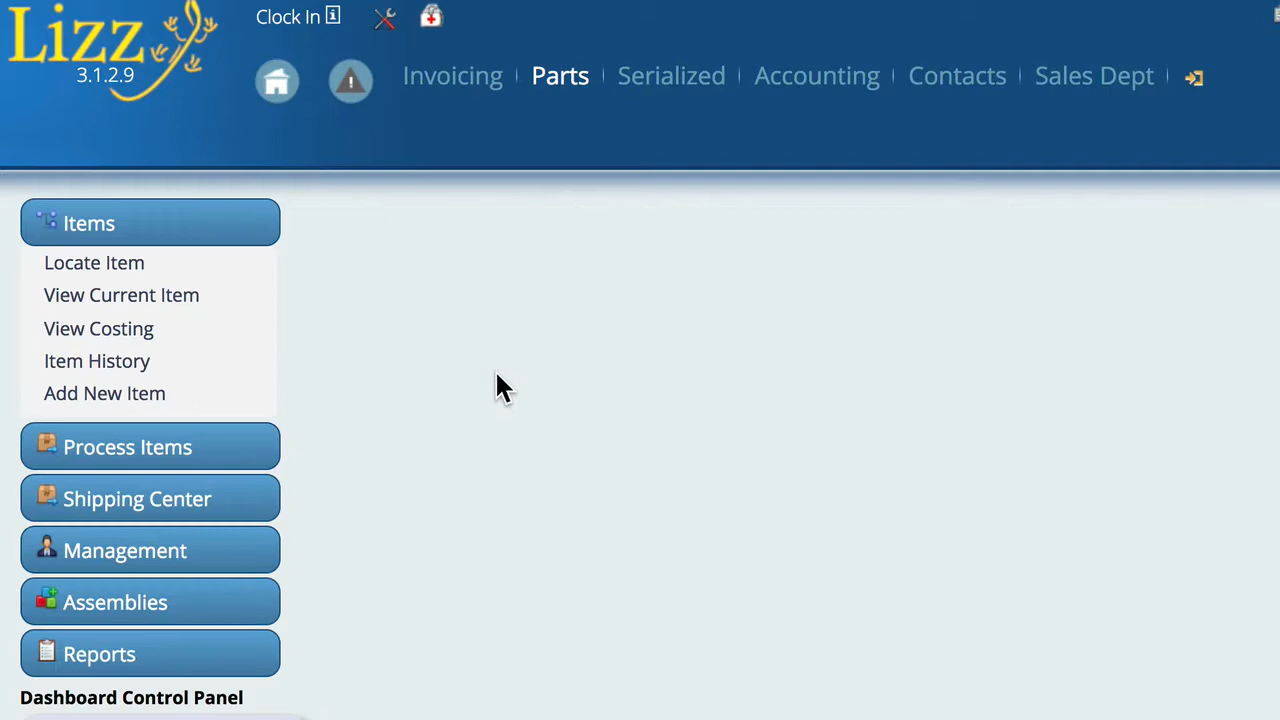 Lizz
3.1.2.9
Clock In
Invoicing
Parts
Serialized
Accounting
Contacts
Sales Dept
Items
Locate Item
View Current Item
View Costing
Item History
Add New Item
Process Items
Shipping Center
Management
Assemblies
Reports
Dashboard Control Panel